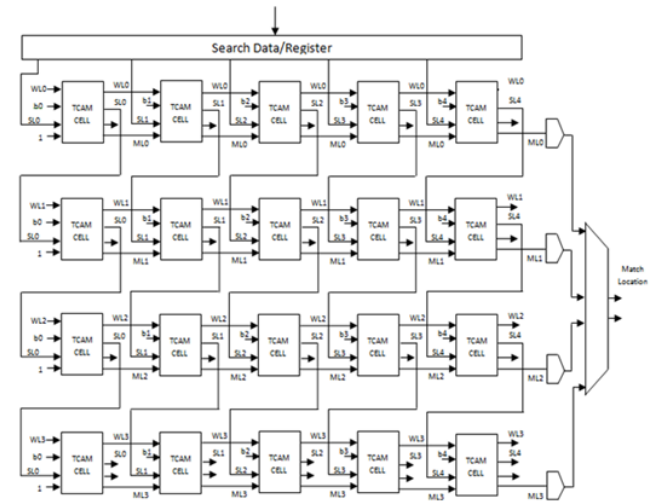 Search Data/Register
WL0 WL0 WL0 WL0 WL0 WL0
b0 TCAM CELL SL0 b1 TCAM CELL SL1 b2 TCAM CELL SL2 b3 TCAM CELL SL3 b4 TCAM CELL SL4
SL0 SL1 SL2 SL3 SL4
1 ML0 ML0 ML0 ML0 ML0
WL1 WL1 WL1 WL1 WL1 WL1
b0 TCAM CELL SL0 b1 TCAM CELL SL1 b2 TCAM CELL SL2 b3 TCAM CELL SL3 b4 TCAM CELL SL4
SL0 SL1 SL2 SL3 SL4
1 ML1 ML1 ML1 ML1 ML1
Match
Location
WL2 WL2 WL2 WL2 WL2 WL2
b0 TCAM CELL SL0 b1 TCAM CELL SL1 b2 TCAM CELL SL2 b3 TCAM CELL SL3 b4 TCAM CELL SL4
SL0 SL1 SL2 SL3 SL4
1 ML2 ML2 ML2 ML2 ML2
WL3 WL3 WL3 WL3 WL3 WL3
b0 TCAM CELL SL0 b1 TCAM CELL SL1 b2 TCAM CELL SL2 b3 TCAM CELL SL3 b4 TCAM CELL SL4
SL0 SL1 SL2 SL3 SL4
1 ML3 ML3 ML3 ML3 ML3